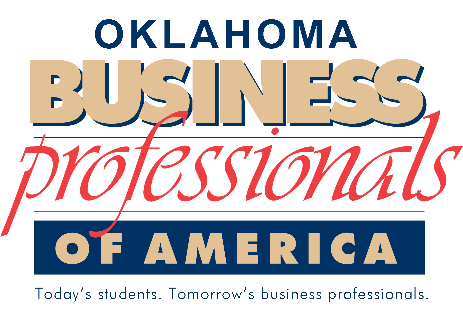 OKLAHOMA
BUSINESS
professionals
OF AMERICA
Today's students. Tomorrow's business professionals.